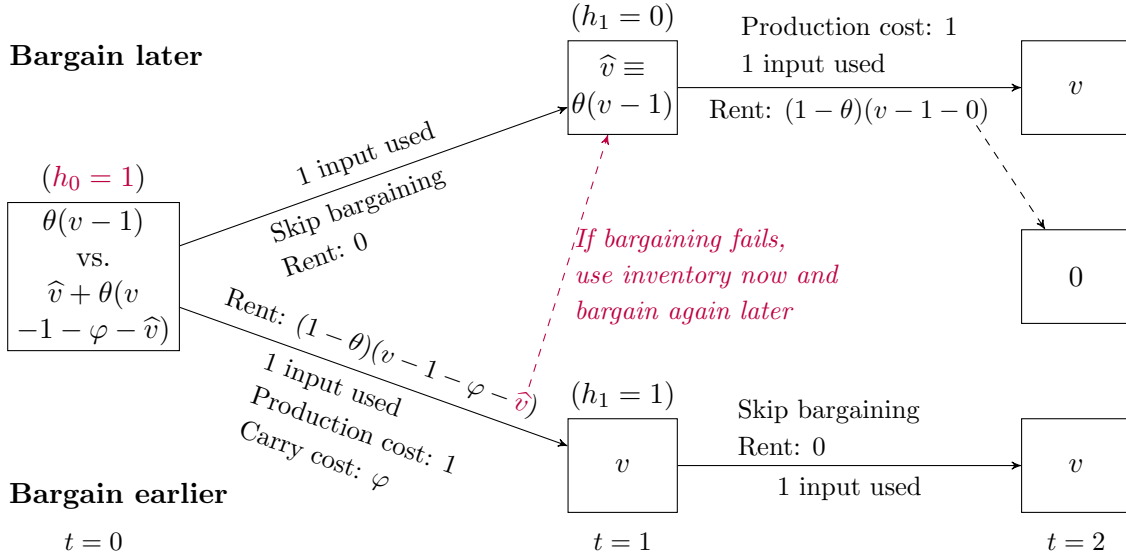 Bargain later
(h₀ = 1)
θ(v − 1)
vs.
v̂ + θ(v
−1 − φ − v̂)
1 input used
Skip bargaining
Rent: 0
(h₁ = 0)
v̂ ≡
θ(v − 1)
Production cost: 1
1 input used
Rent: (1−θ)(v−1−0)
v
0
If bargaining fails,
use inventory now and
bargain again later
Rent: (1−θ)(v−1−φ−v̂)
1 input used
Production cost: 1
Carry cost: φ
(h₁ = 1)
v
Skip bargaining
Rent: 0
1 input used
v
Bargain earlier
t = 0
t = 1
t = 2